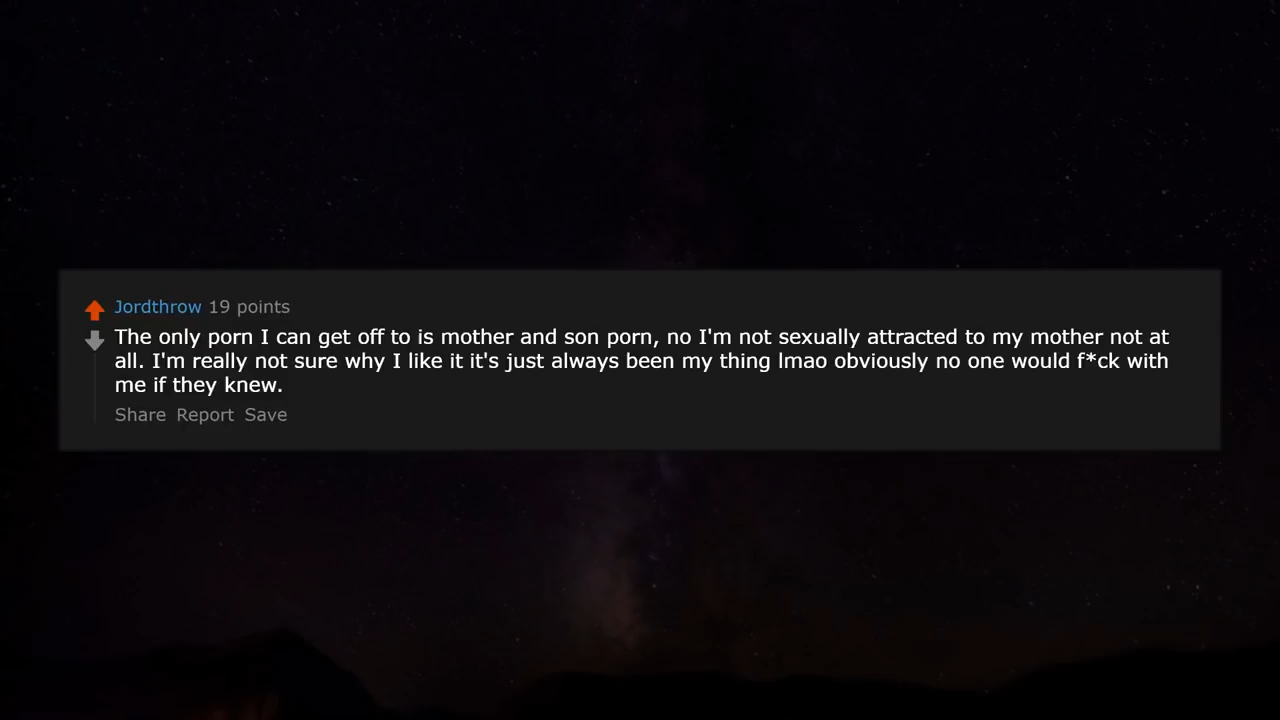 Jordthrow 19 points
The only porn I can get off to is mother and son porn, no I'm not sexually attracted to my mother not at
all. I'm really not sure why I like it it's just always been my thing lmao obviously no one would f*ck with
me if they knew.
Share Report Save